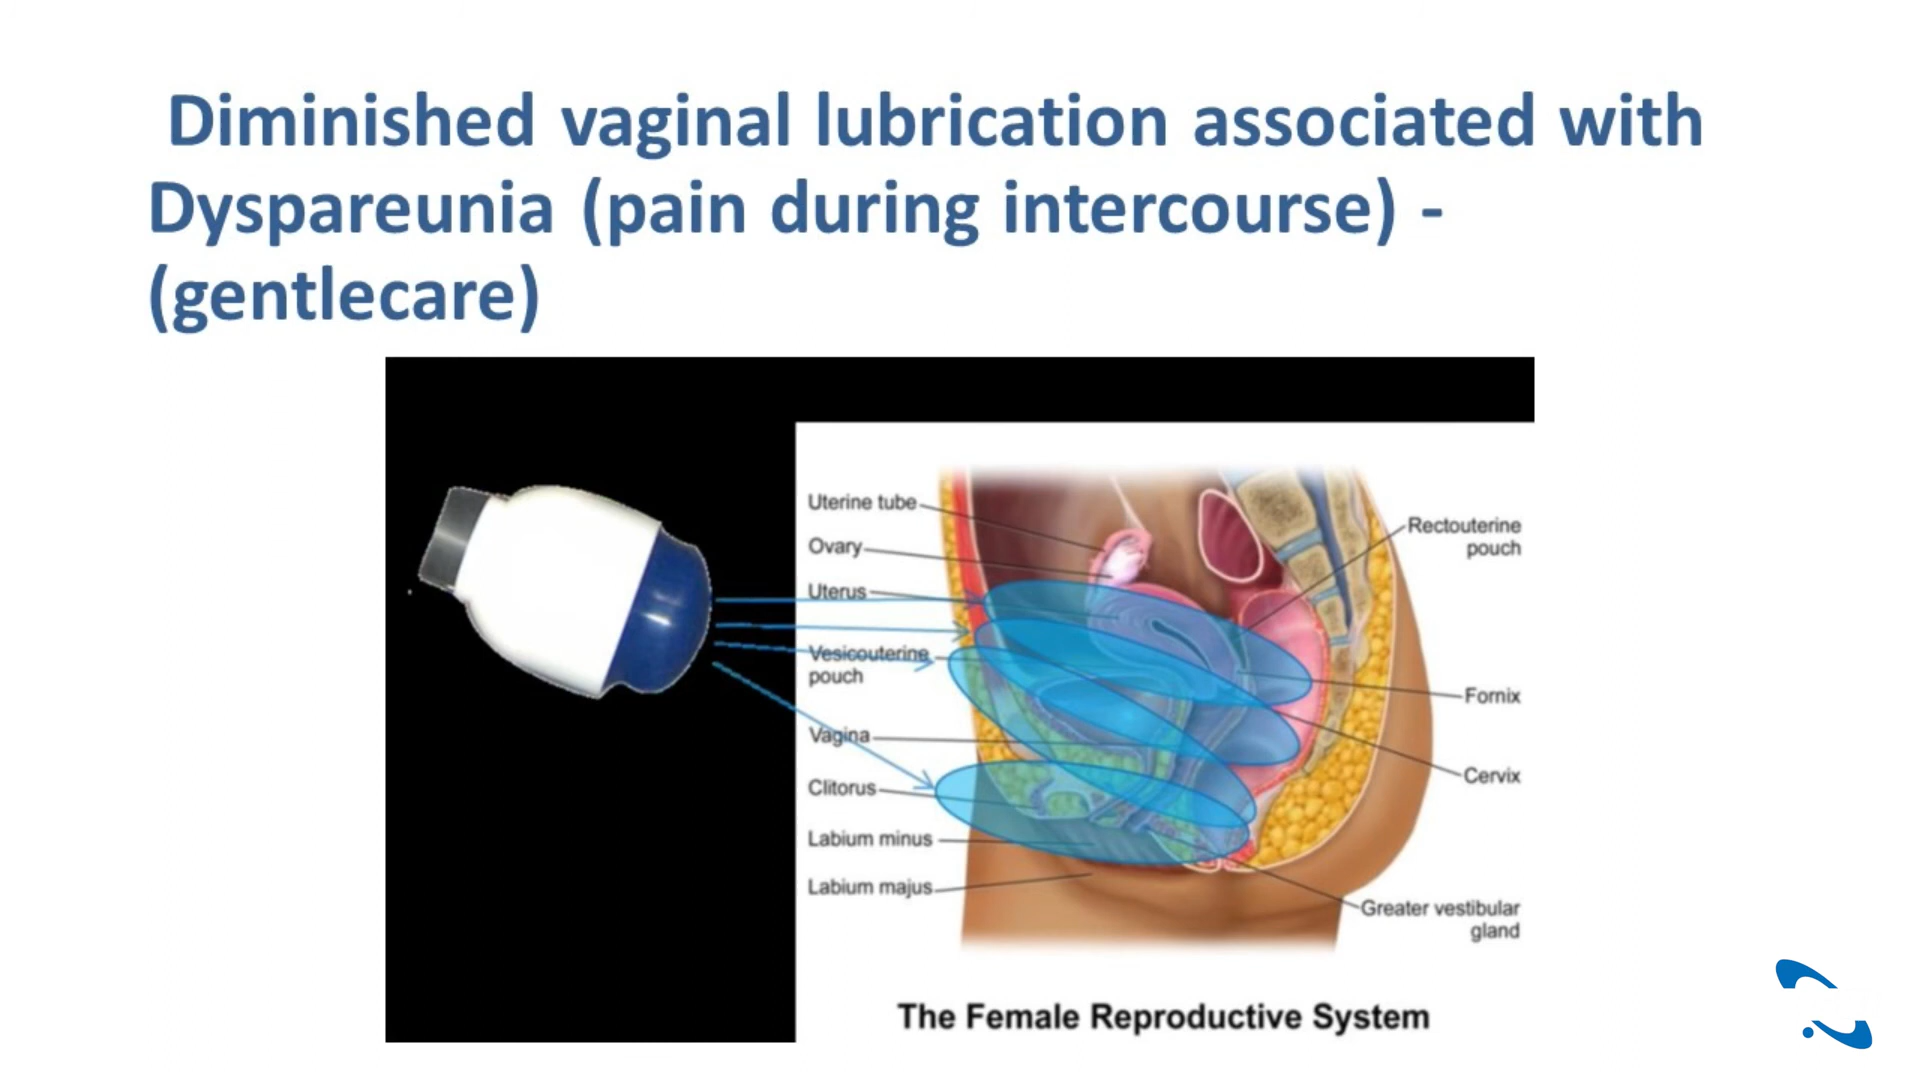 Diminished vaginal lubrication associated with
Dyspareunia (pain during intercourse) -
(gentlecare)
Uterine tube
Ovary
Uterus
Vesicouterine
pouch
Vagina
Clitorus
Labium minus
Labium majus
Rectouterine
pouch
Fornix
Cervix
Greater vestibular
gland
The Female Reproductive System